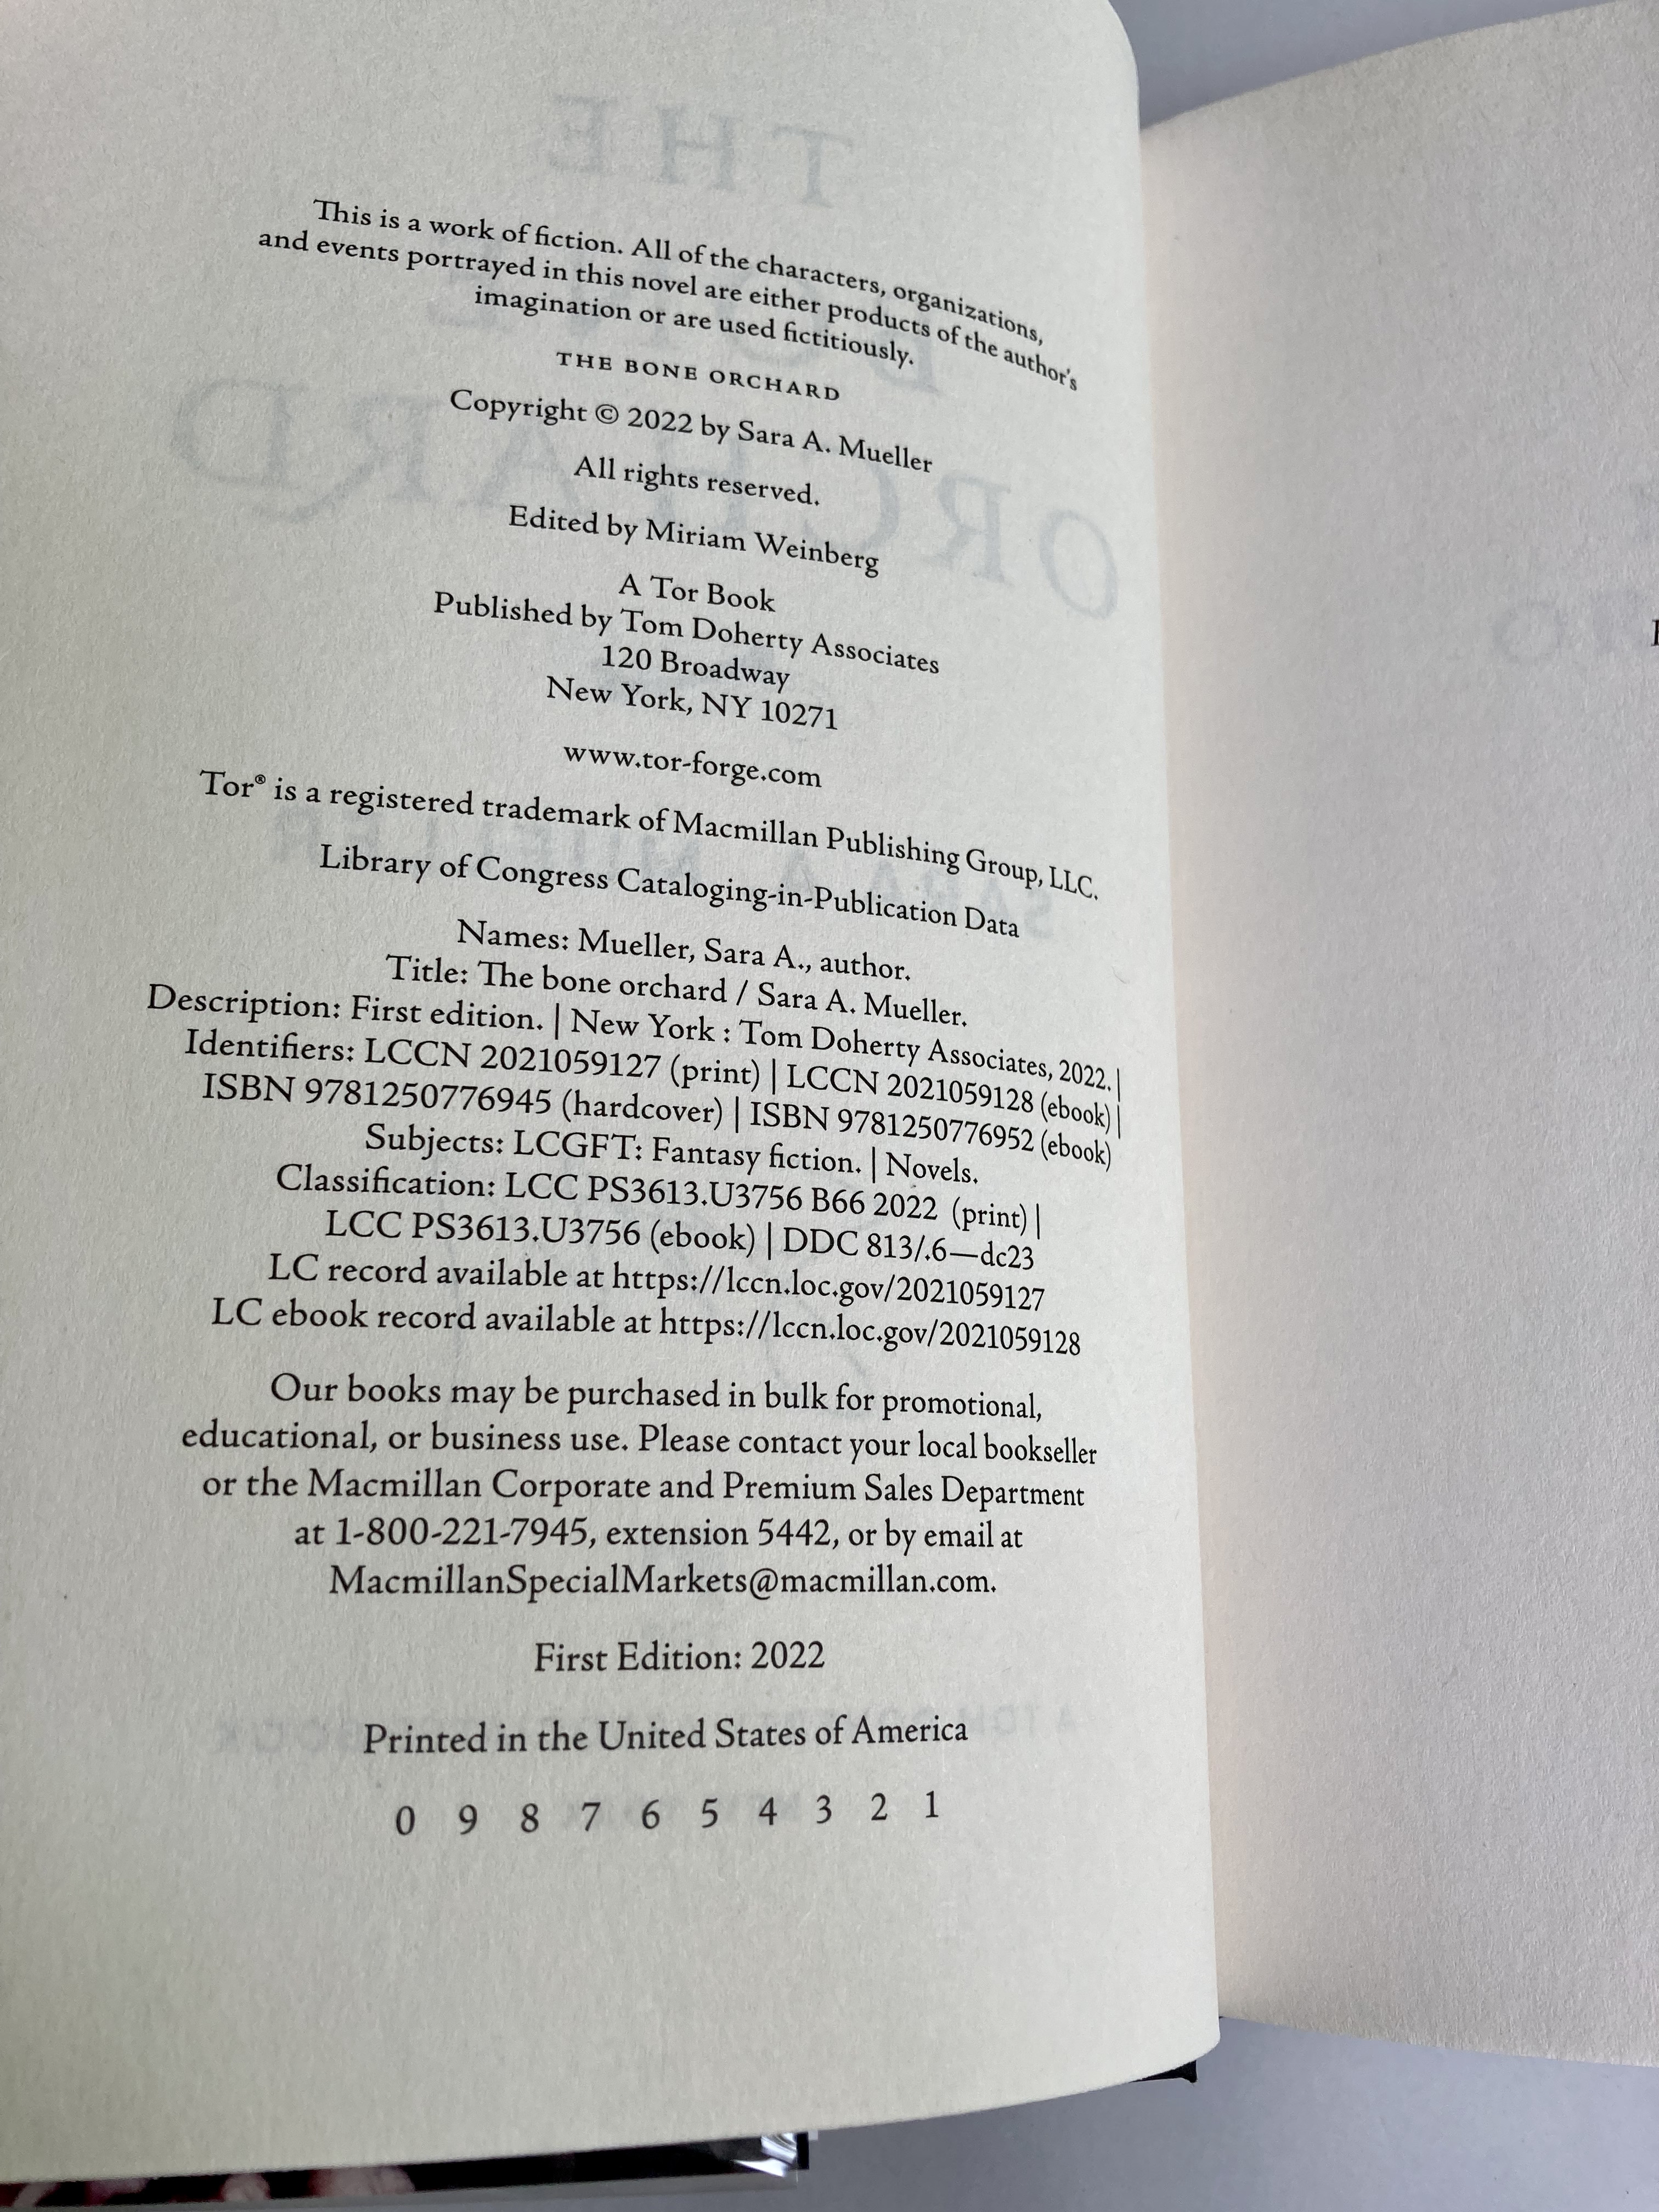 This is a work of fiction. All of the characters, organizations,
and events portrayed in this novel are either products of the author's
imagination or are used fictitiously.
THE BONE ORCHARD
Copyright © 2022 by Sara A. Mueller
All rights reserved.
Edited by Miriam Weinberg
A Tor Book
Published by Tom Doherty Associates
120 Broadway
New York, NY 10271
www.tor-forge.com
Tor® is a registered trademark of Macmillan Publishing Group, LLC.
Library of Congress Cataloging-in-Publication Data
Names: Mueller, Sara A., author.
Title: The bone orchard / Sara A. Mueller.
Description: First edition. | New York : Tom Doherty Associates, 2022. |
Identifiers: LCCN 2021059127 (print) | LCCN 2021059128 (ebook) |
ISBN 9781250776945 (hardcover) | ISBN 9781250776952 (ebook)
Subjects: LCGFT: Fantasy fiction. | Novels.
Classification: LCC PS3613.U3756 B66 2022 (print) |
LCC PS3613.U3756 (ebook) | DDC 813/.6—dc23
LC record available at https://lccn.loc.gov/2021059127
LC ebook record available at https://lccn.loc.gov/2021059128
Our books may be purchased in bulk for promotional,
educational, or business use. Please contact your local bookseller
or the Macmillan Corporate and Premium Sales Department
at 1-800-221-7945, extension 5442, or by email at
MacmillanSpecialMarkets@macmillan.com.
First Edition: 2022
Printed in the United States of America
0 9 8 7 6 5 4 3 2 1